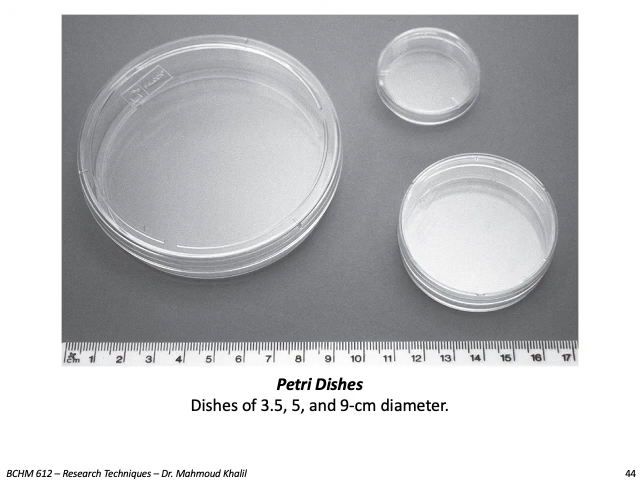 cm 1 2 3 4 5 6 7 8 9 10 11 12 13 14 15 16 17
Petri Dishes
Dishes of 3.5, 5, and 9-cm diameter.
BCHM 612 – Research Techniques – Dr. Mahmoud Khalil 44